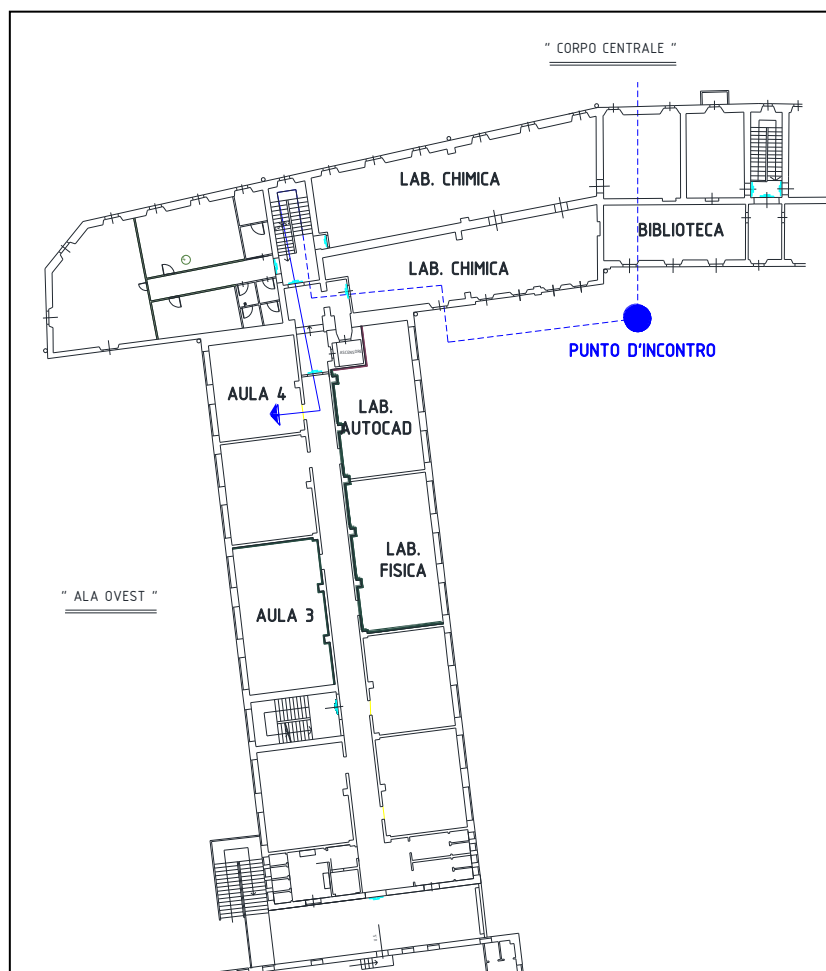 " CORPO CENTRALE "
LAB. CHIMICA
BIBLIOTECA
LAB. CHIMICA
PUNTO D'INCONTRO
AULA 4
LAB.
AUTOCAD
LAB.
FISICA
" ALA OVEST "
AULA 3